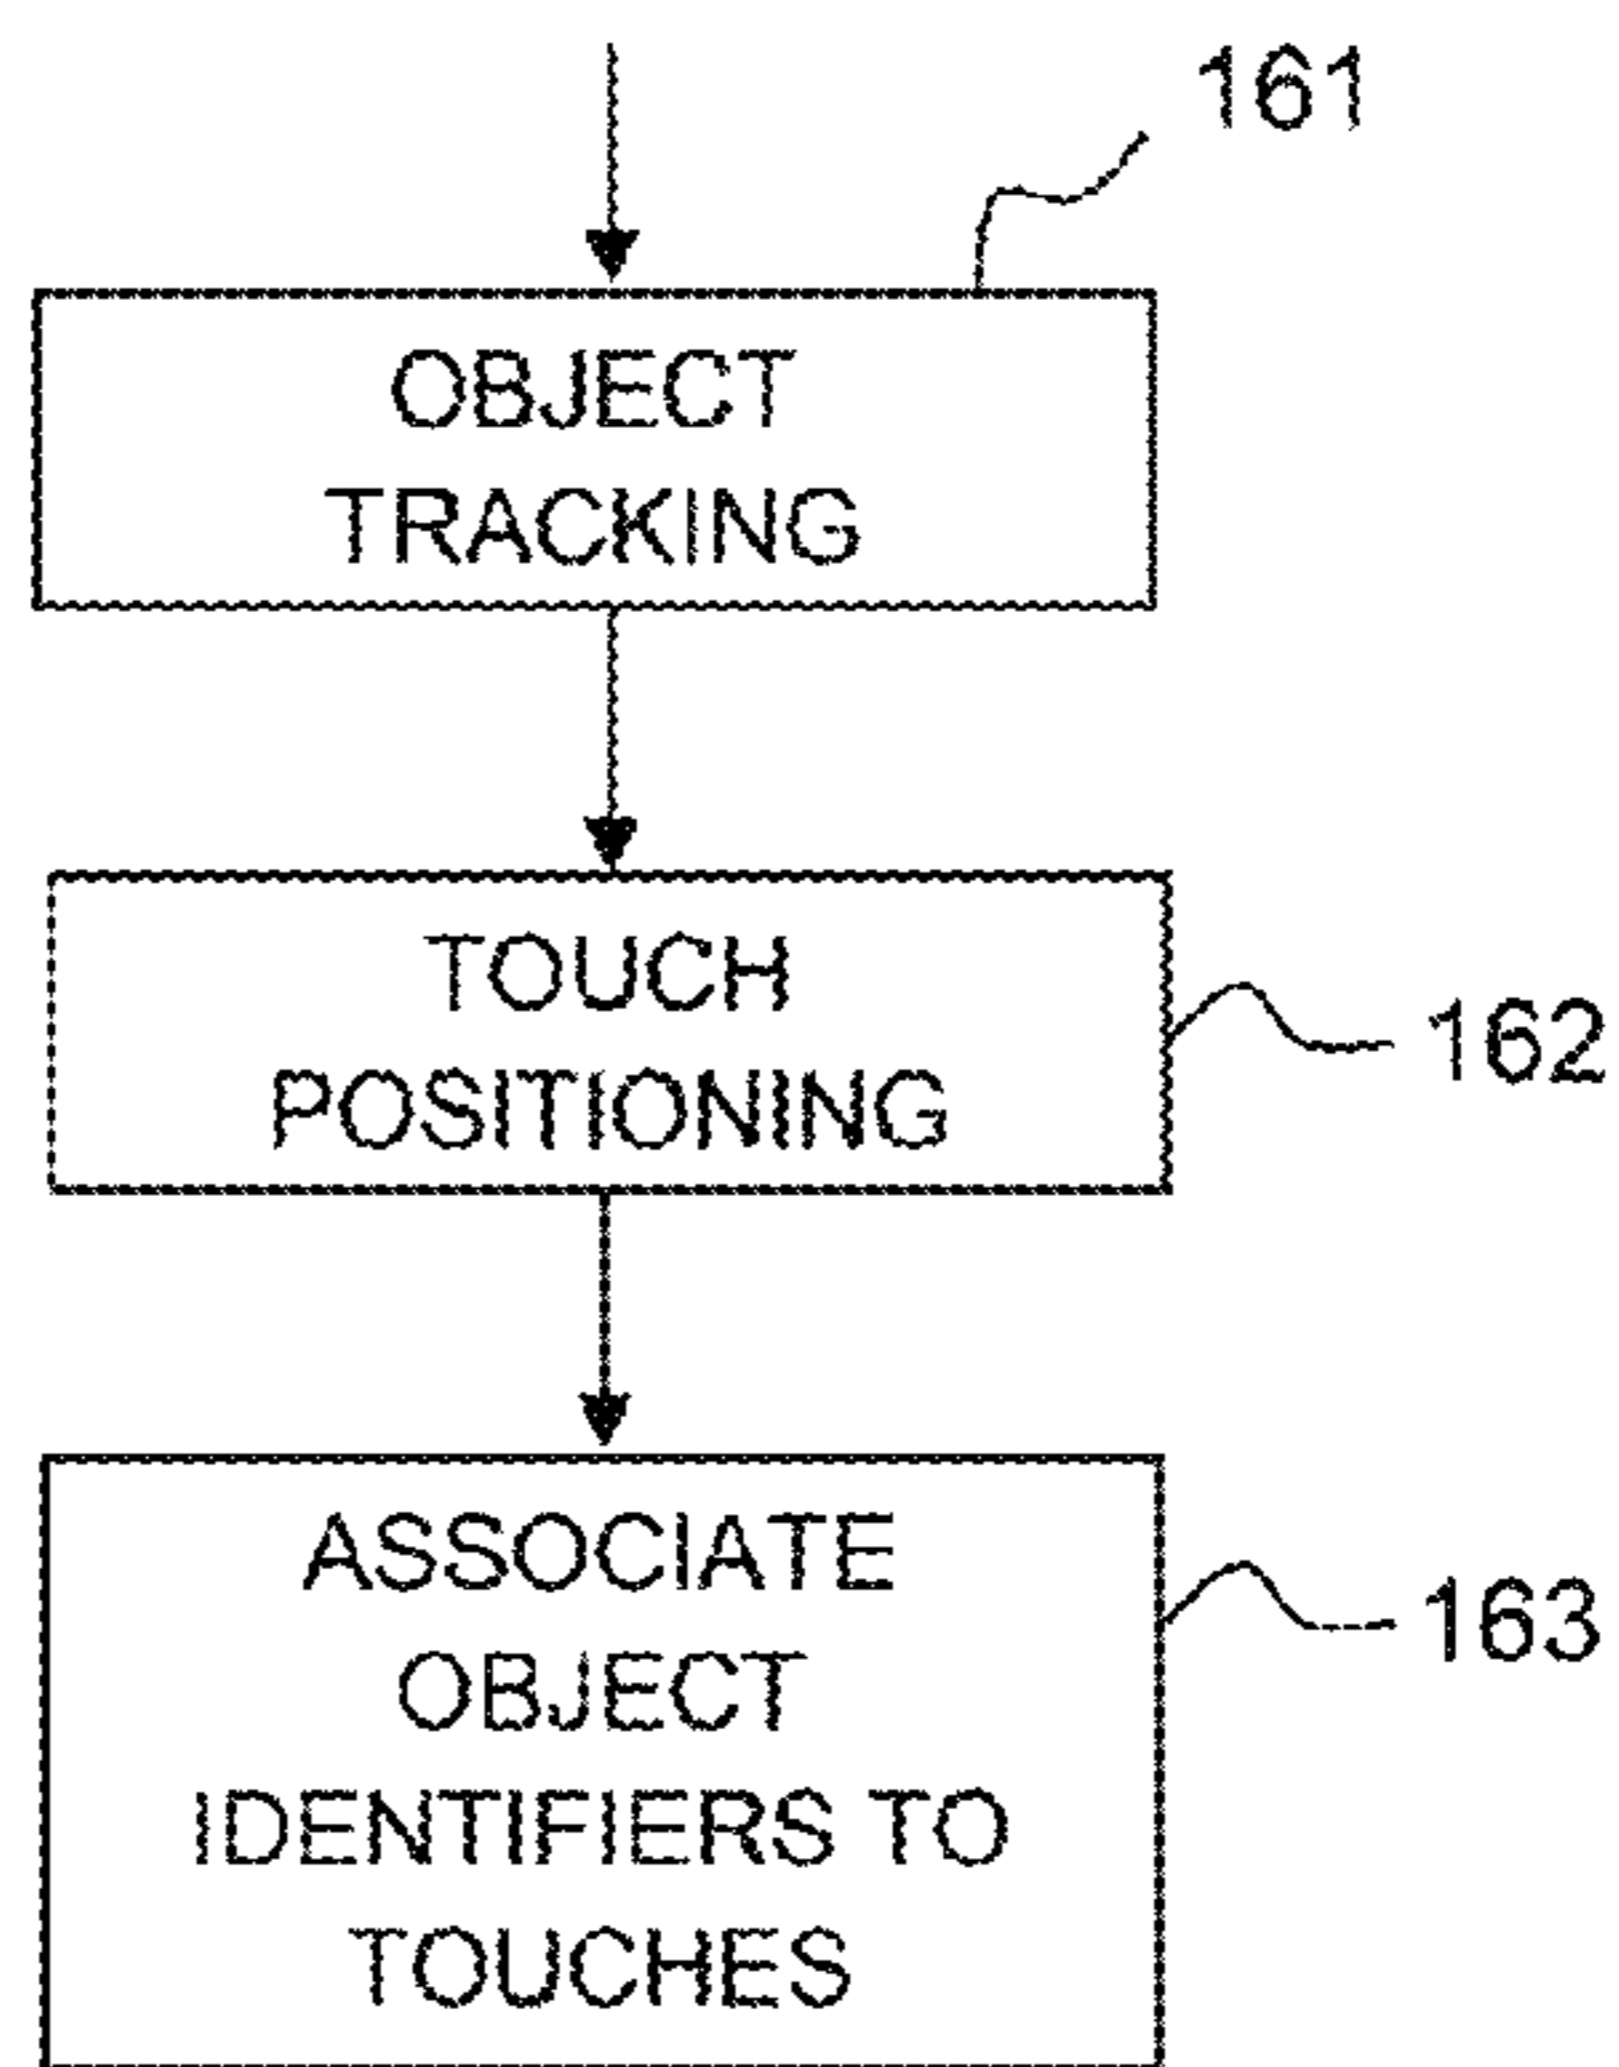 161
OBJECT
TRACKING
TOUCH
POSITIONING
162
ASSOCIATE
OBJECT
IDENTIFIERS TO
TOUCHES
163